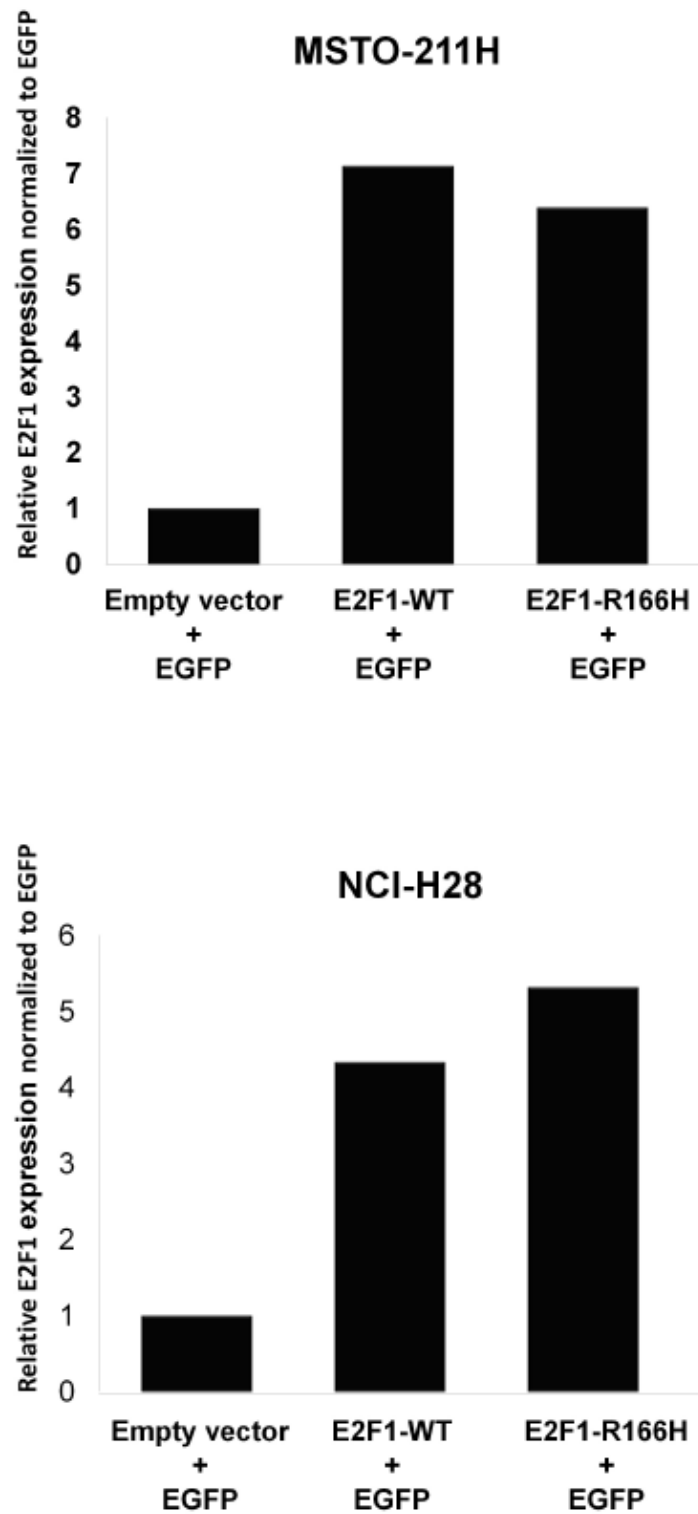 MSTO-211H
Relative E2F1 expression normalized to EGFP
8
7
6
5
4
3
2
1
0
Empty vector E2F1-WT E2F1-R166H
+ + +
EGFP EGFP EGFP
NCI-H28
Relative E2F1 expression normalized to EGFP
6
5
4
3
2
1
0
Empty vector E2F1-WT E2F1-R166H
+ + +
EGFP EGFP EGFP